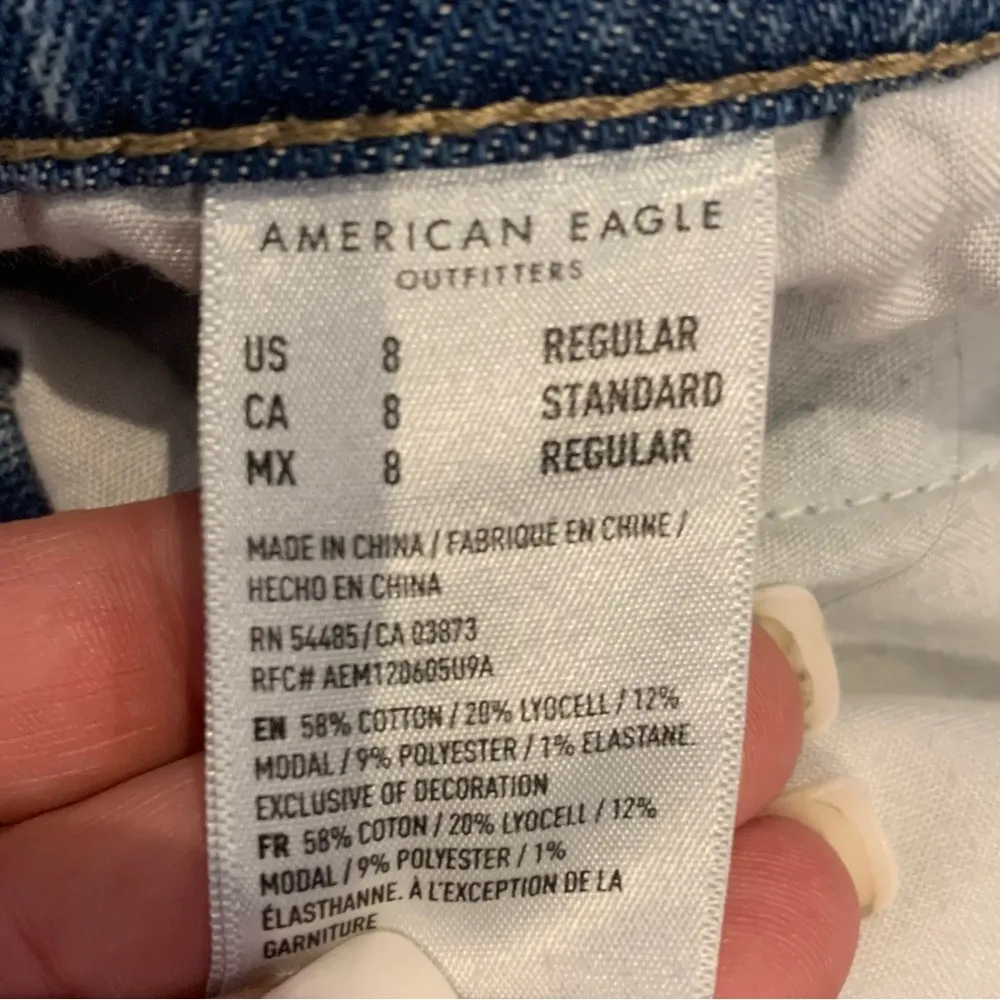 AMERICAN EAGLE
OUTFITTERS
US 8 REGULAR
CA 8 STANDARD
MX 8 REGULAR
MADE IN CHINA / FABRIQUE EN CHINE /
HECHO EN CHINA
RN 54485/CA 03873
RFC# AEM120605U9A
EN 58% COTTON / 20% LYOCELL / 12%
MODAL / 9% POLYESTER / 1% ELASTANE.
EXCLUSIVE OF DECORATION
FR 58% COTON / 20% LYOCELL / 12%
MODAL / 9% POLYESTER / 1%
ÉLASTHANNE. À L'EXCEPTION DE LA
GARNITURE